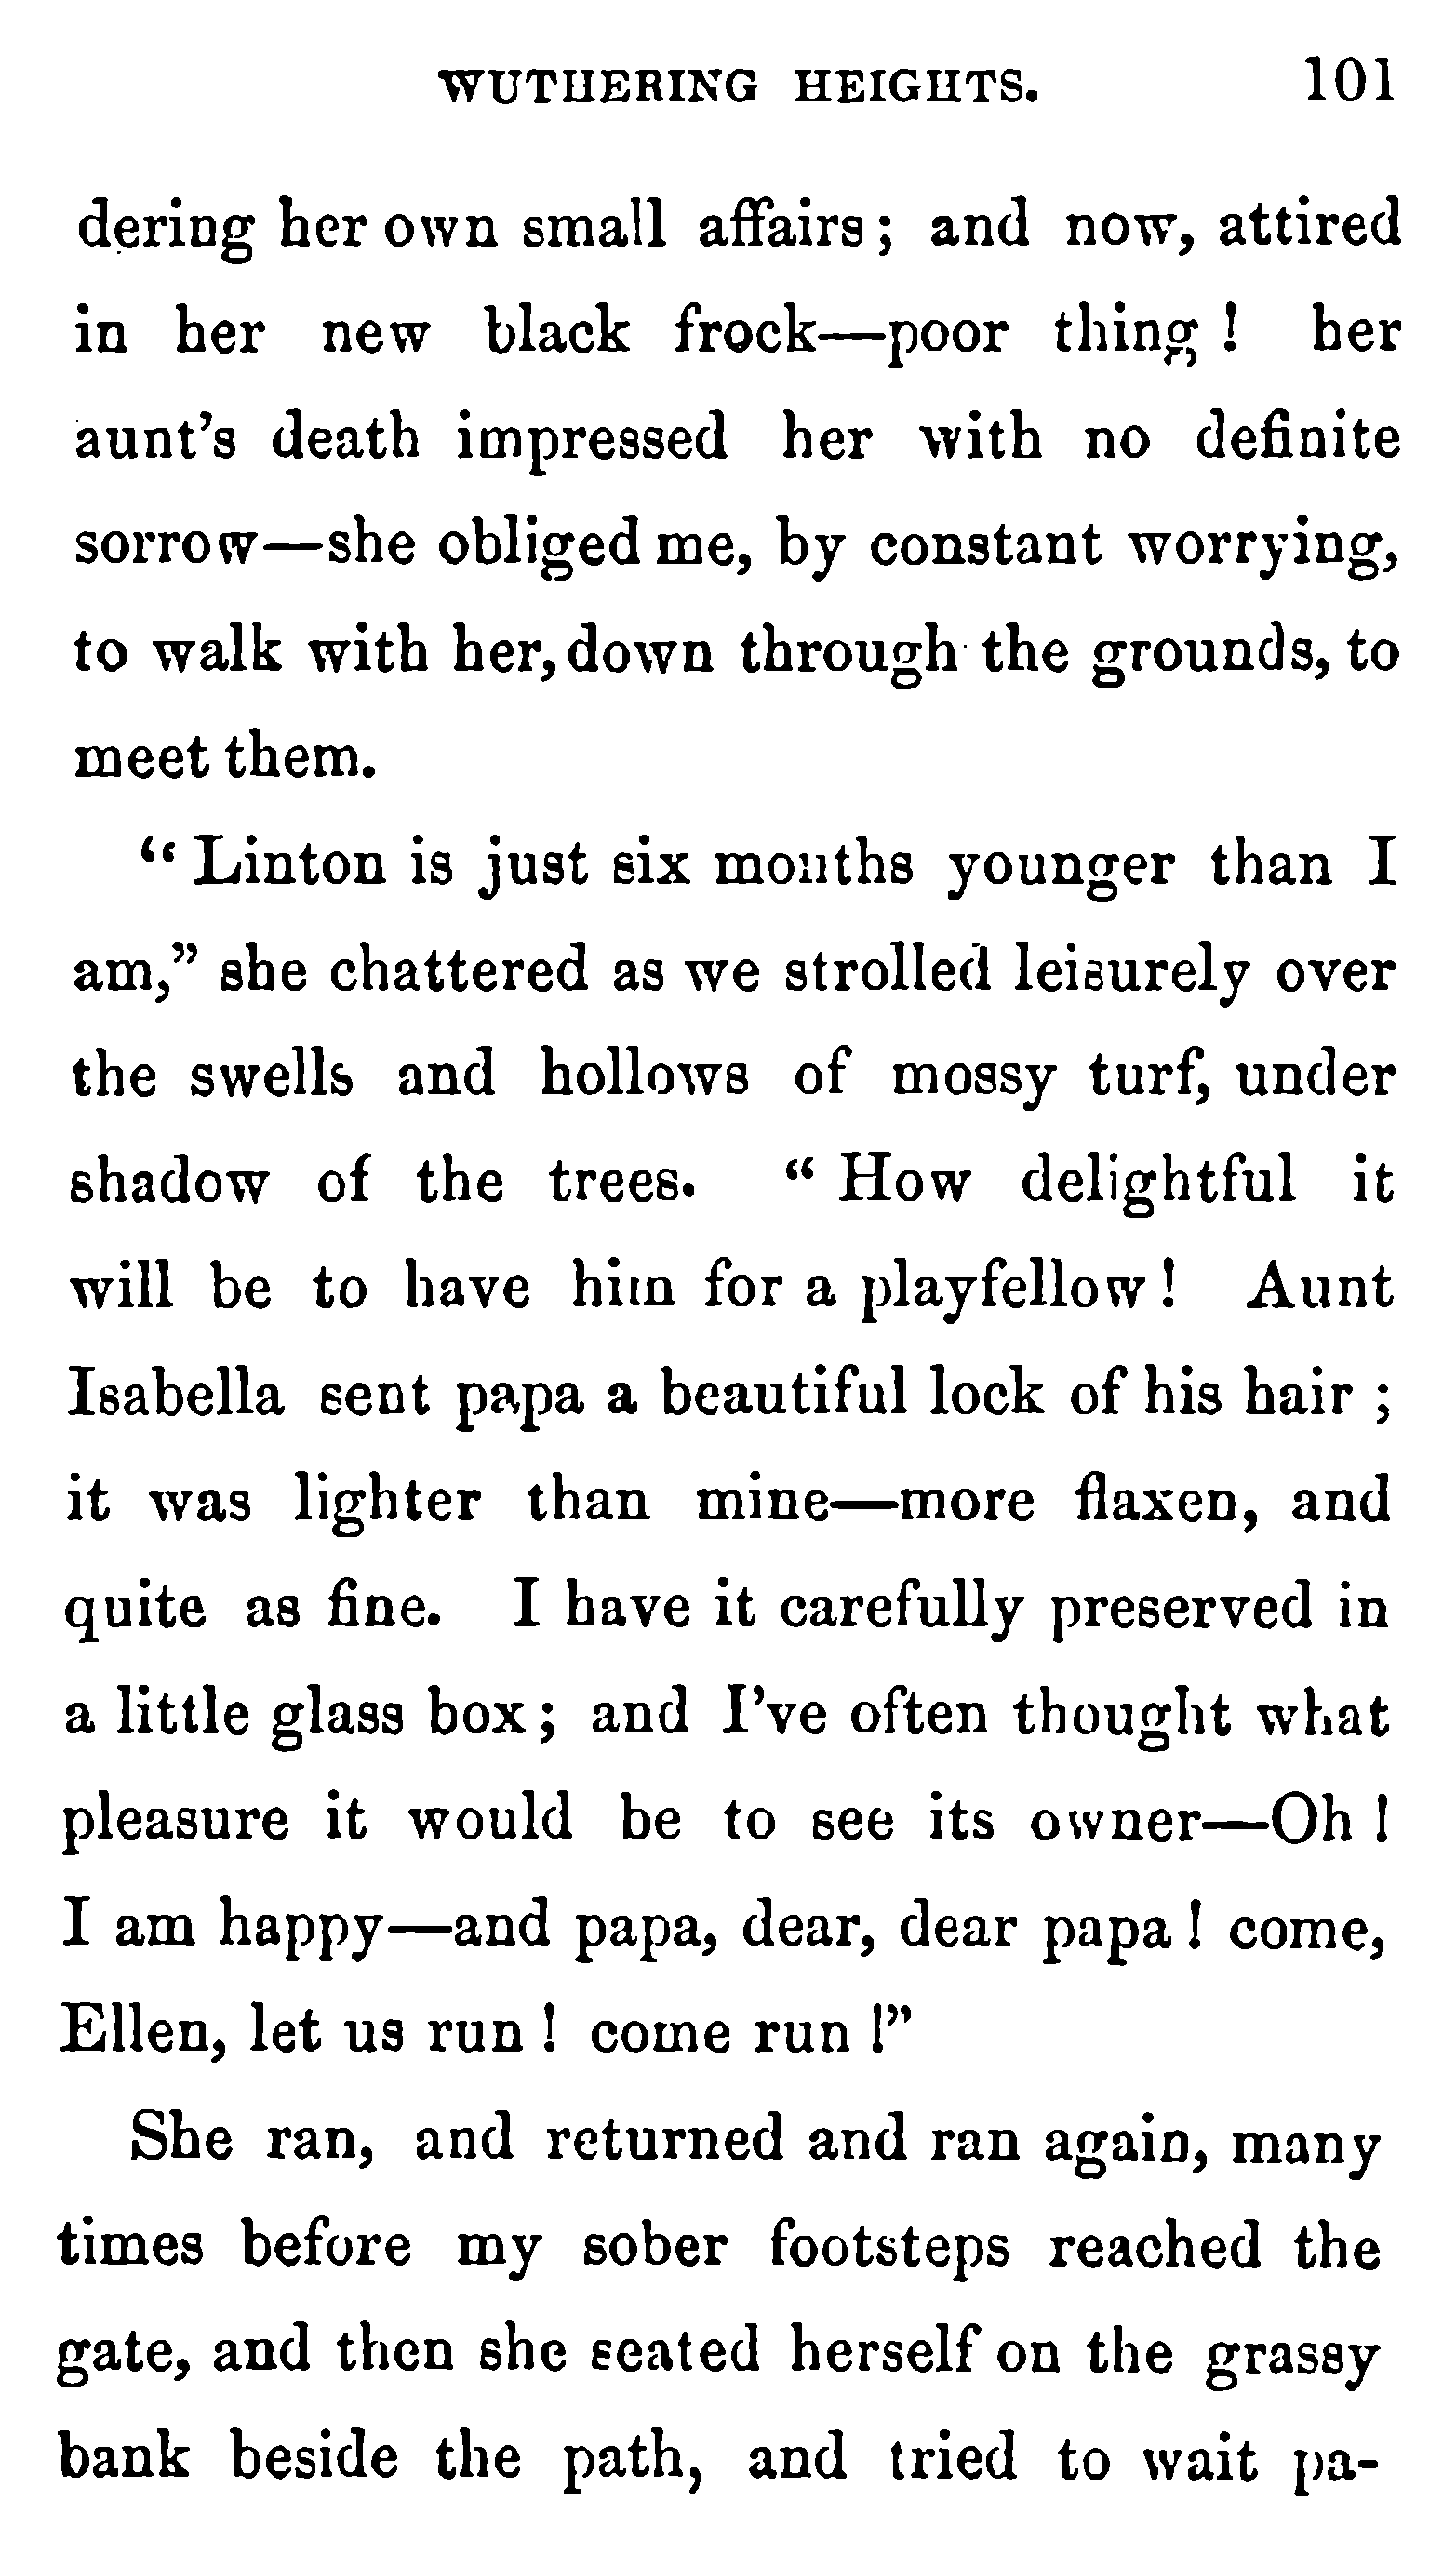 WUTHERING HEIGHTS. 101
dering her own small affairs; and now, attired
in her new black frock—poor thing! her
aunt's death impressed her with no definite
sorrow—she obliged me, by constant worrying,
to walk with her, down through the grounds, to
meet them.
"Linton is just six months younger than I
am," she chattered as we strolled leisurely over
the swells and hollows of mossy turf, under
shadow of the trees. "How delightful it
will be to have him for a playfellow! Aunt
Isabella sent papa a beautiful lock of his hair;
it was lighter than mine—more flaxen, and
quite as fine. I have it carefully preserved in
a little glass box; and I've often thought what
pleasure it would be to see its owner—Oh!
I am happy—and papa, dear, dear papa! come,
Ellen, let us run! come run!"
She ran, and returned and ran again, many
times before my sober footsteps reached the
gate, and then she seated herself on the grassy
bank beside the path, and tried to wait pa-